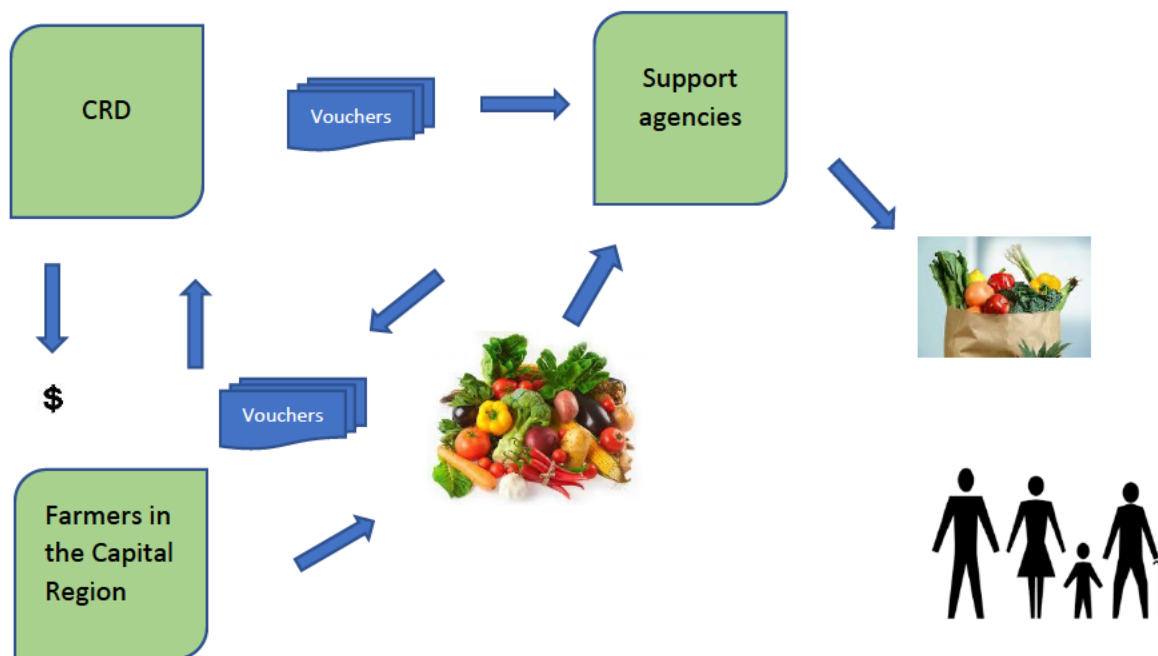 CRD
Vouchers
Support
agencies
$
Vouchers
Farmers in
the Capital
Region